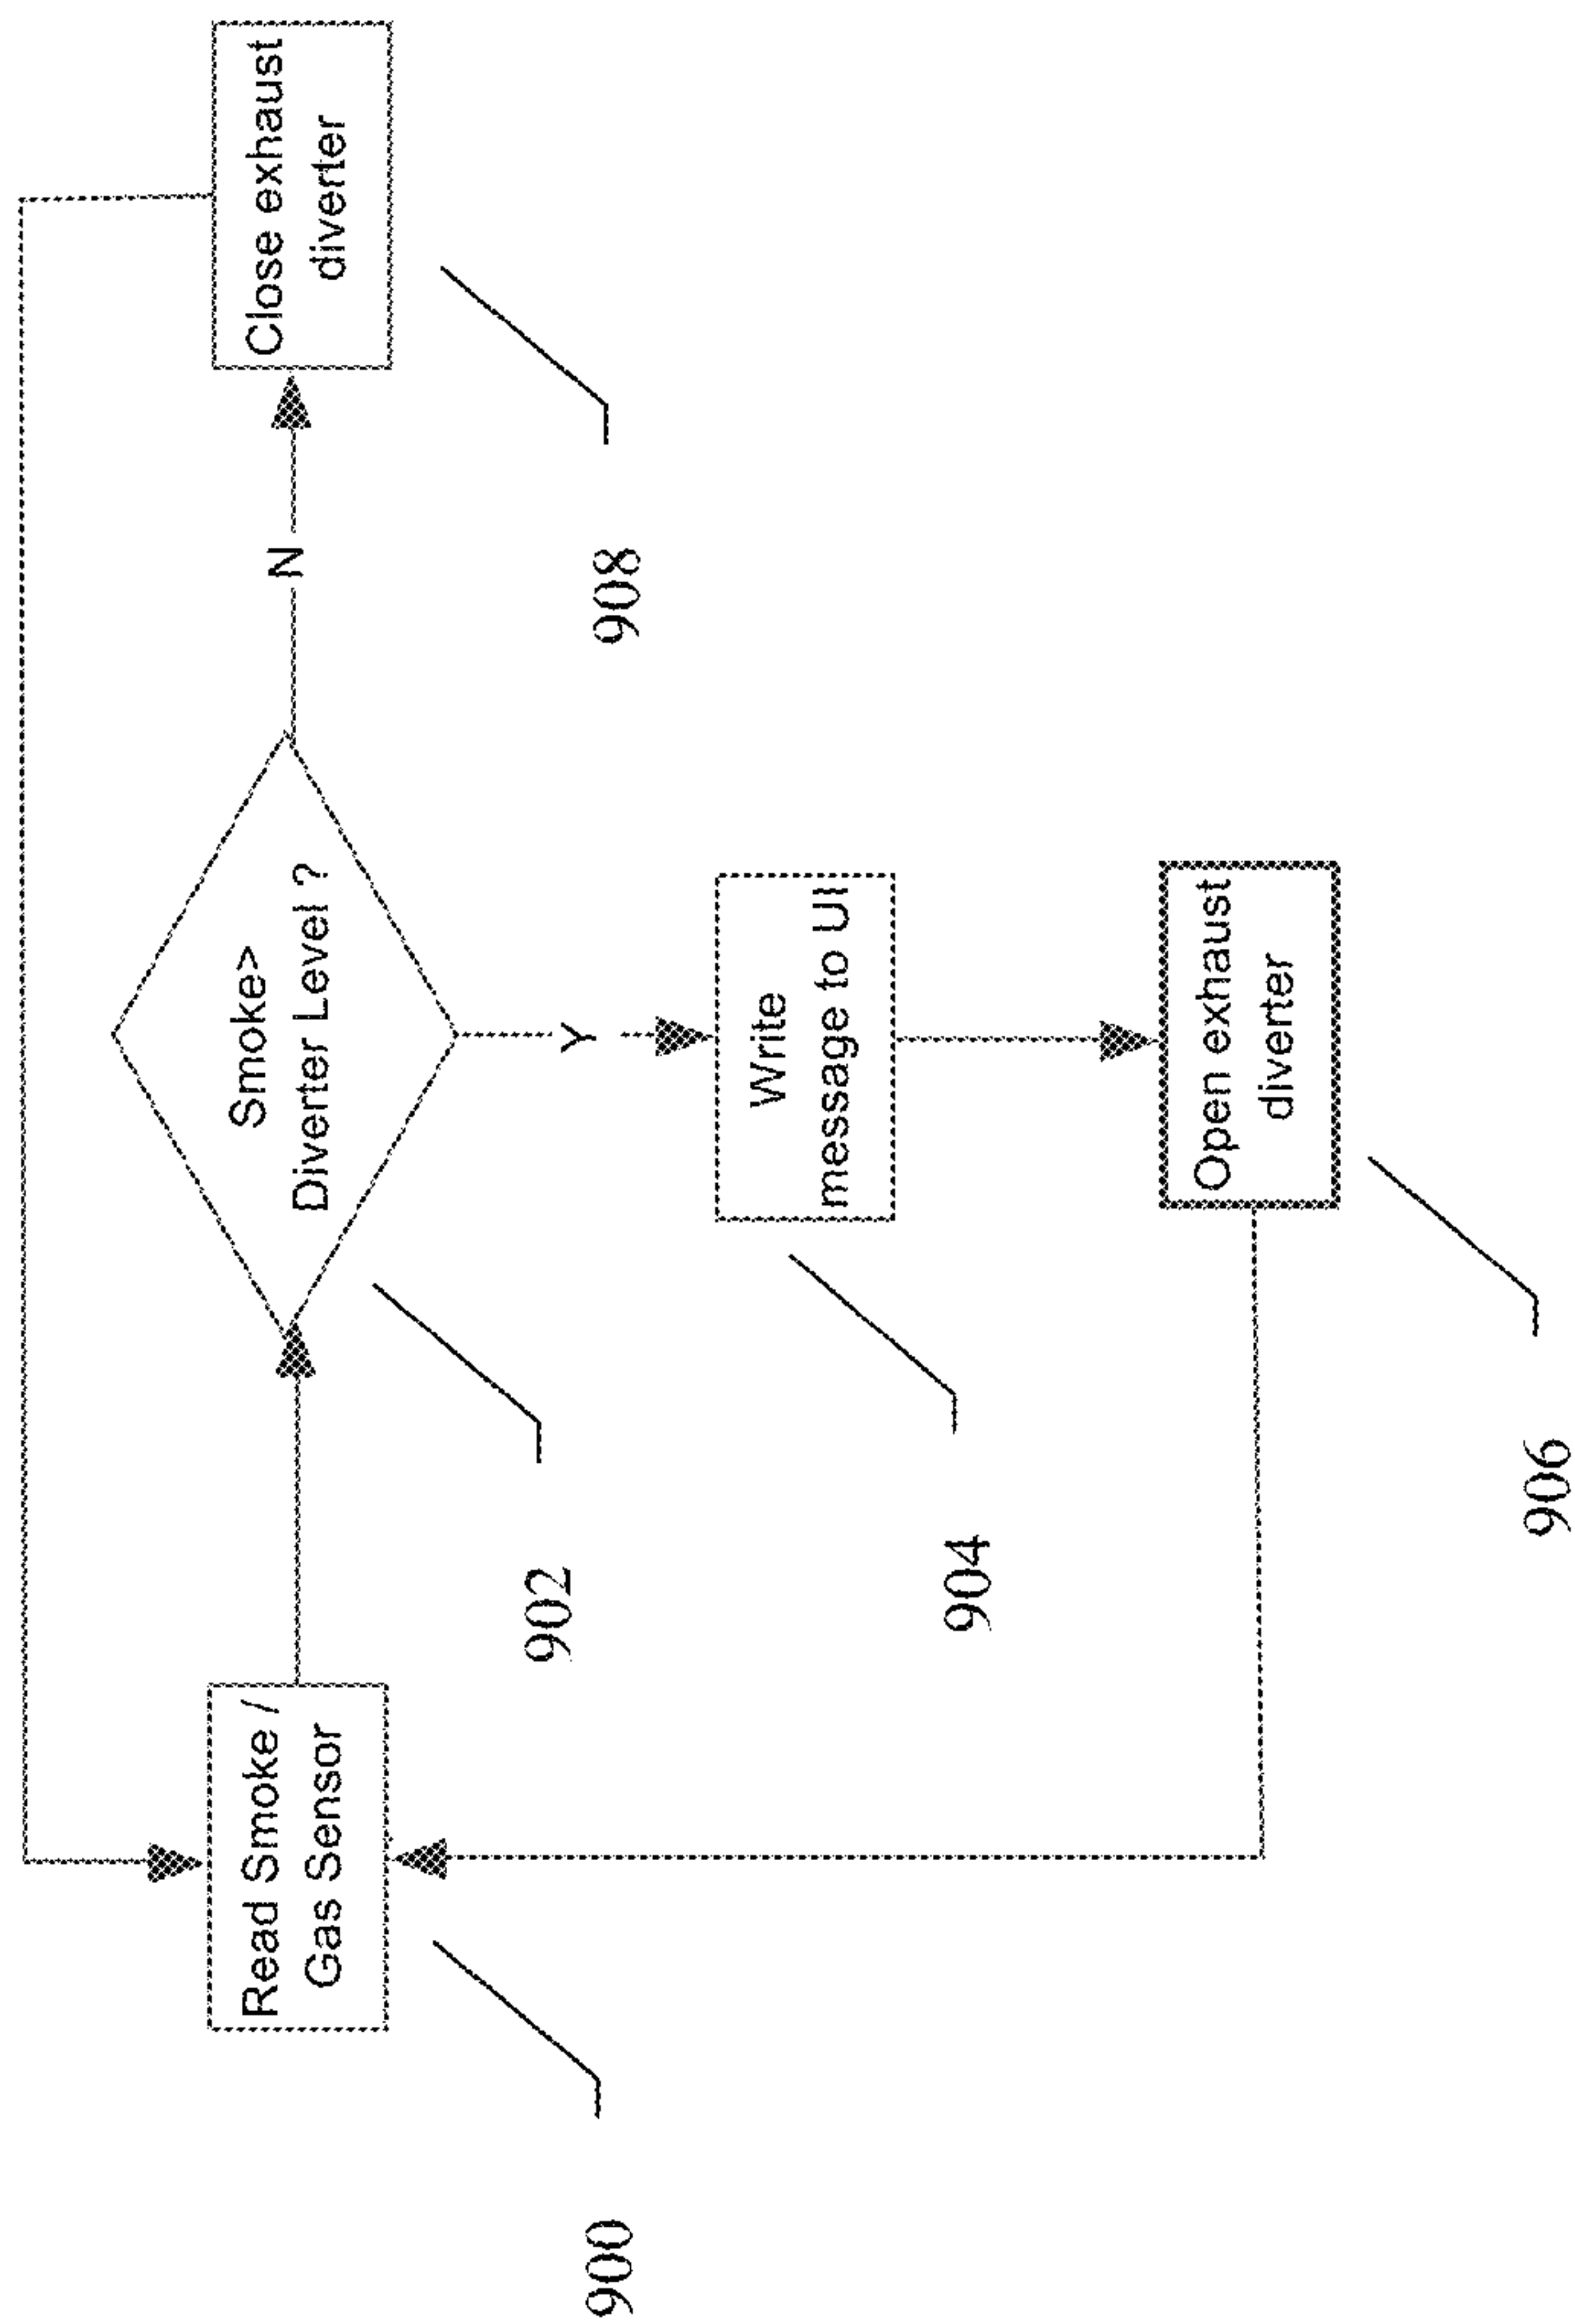 Read Smoke /
Gas Sensor
900
Smoke>
Diverter Level ?
902
N
Close exhaust
diverter
908
Y
Write
message to UI
904
Open exhaust
diverter
906